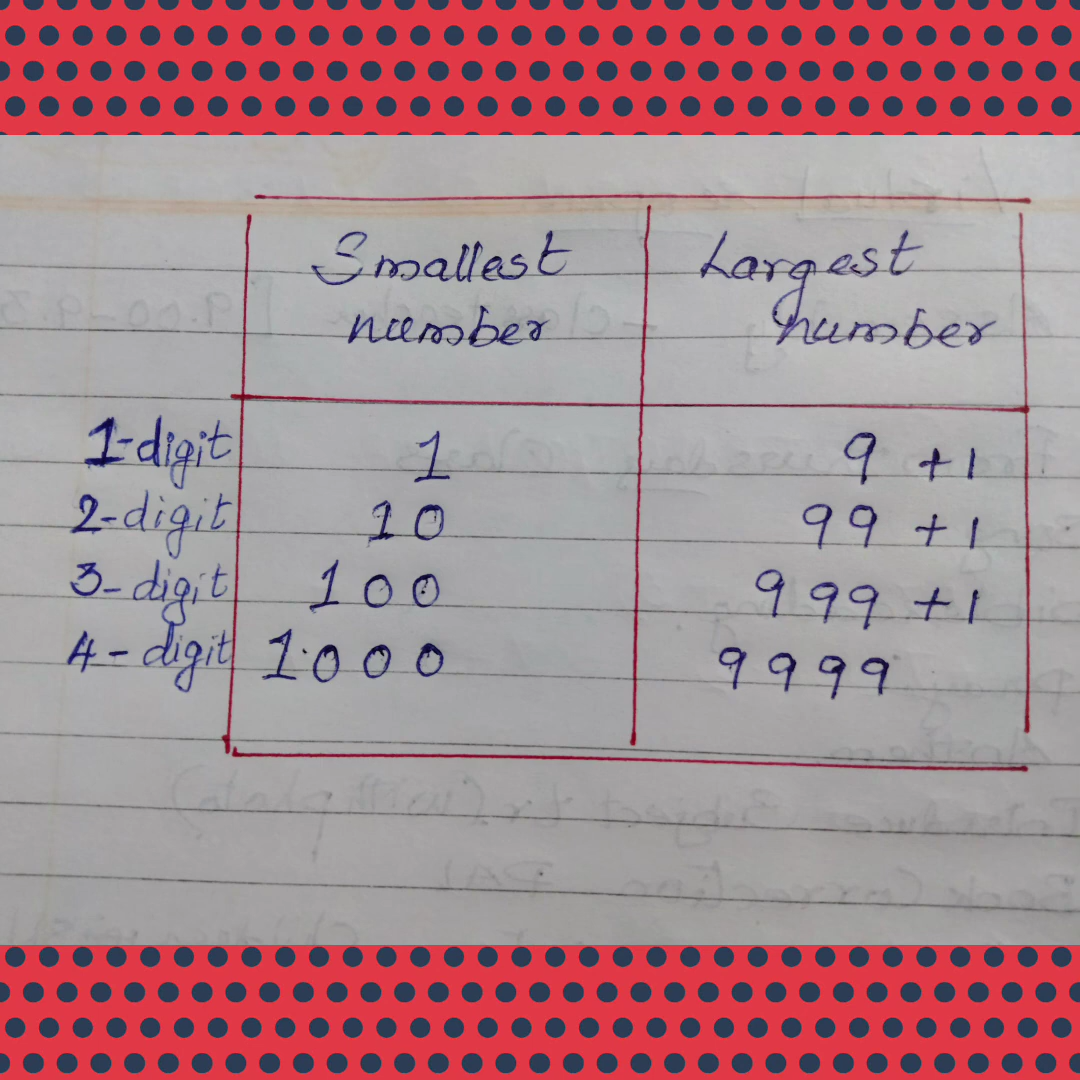 Smallest Largest
number number
1-digit 1 9 +1
2-digit 10 99 +1
3-digit 100 999 +1
4-digit 1000 9999